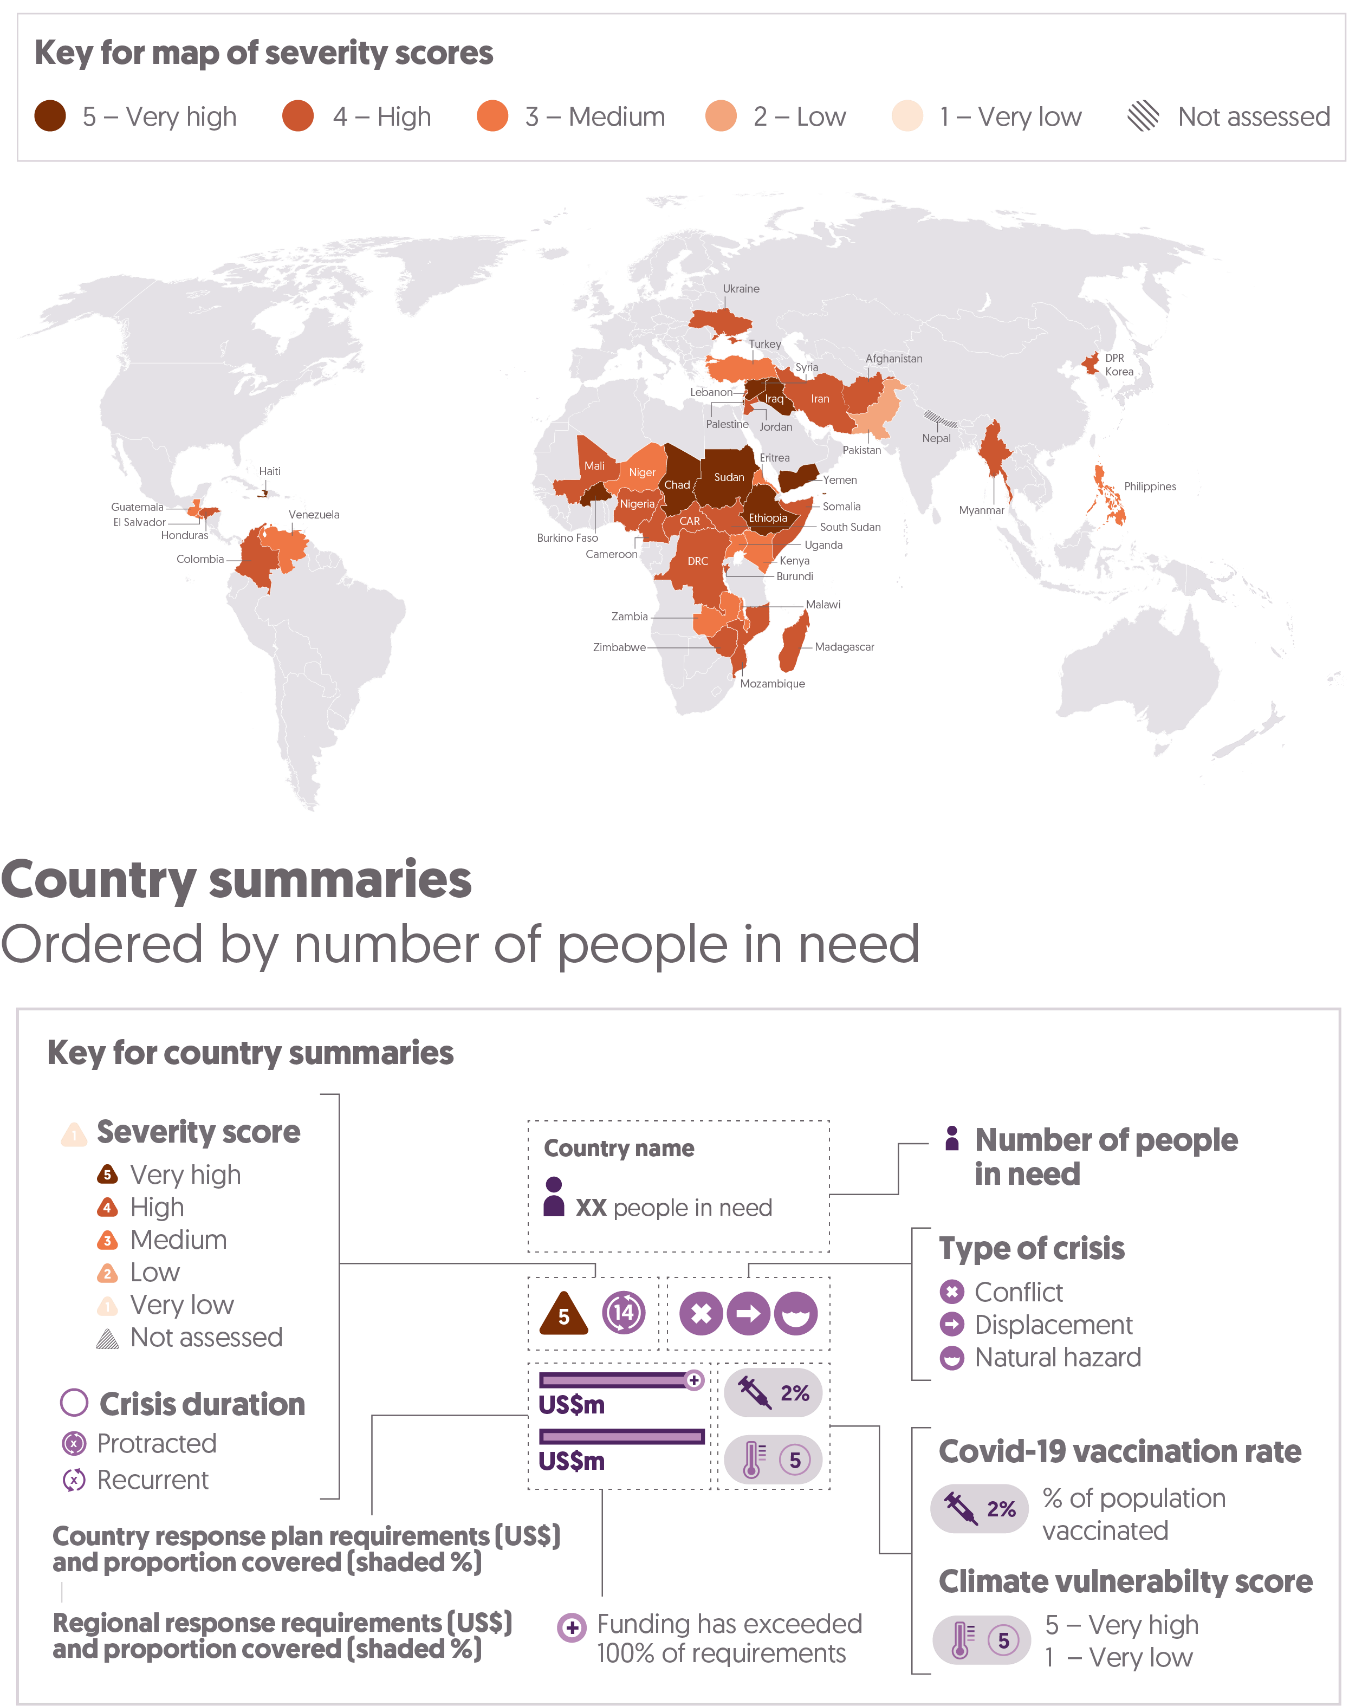 Key for map of severity scores
5 – Very high
4 – High
3 – Medium
2 – Low
1 – Very low
Not assessed
Ukraine
Turkey
Syria
Afghanistan
DPR
Korea
Lebanon
Iraq
Iran
Palestine
Jordan
Nepal
Pakistan
Eritrea
Mali
Niger
Chad
Sudan
Yemen
Philippines
Haiti
Guatemala
El Salvador
Honduras
Venezuela
Colombia
Nigeria
Somalia
Myanmar
CAR
Ethiopia
South Sudan
Burkino Faso
Cameroon
Uganda
DRC
Kenya
Burundi
Malawi
Zambia
Zimbabwe
Madagascar
Mozambique
Country summaries
Ordered by number of people in need
Key for country summaries
1 Severity score
5 Very high
4 High
3 Medium
2 Low
1 Very low
Not assessed
Crisis duration
x Protracted
x Recurrent
Country response plan requirements (US$)
and proportion covered (shaded %)
Regional response requirements (US$)
and proportion covered (shaded %)
Country name
XX people in need
5
14
US$m
US$m
2%
5
Funding has exceeded
100% of requirements
Number of people
in need
Type of crisis
Conflict
Displacement
Natural hazard
Covid-19 vaccination rate
2%
% of population
vaccinated
Climate vulnerabilty score
5
5 – Very high
1 – Very low